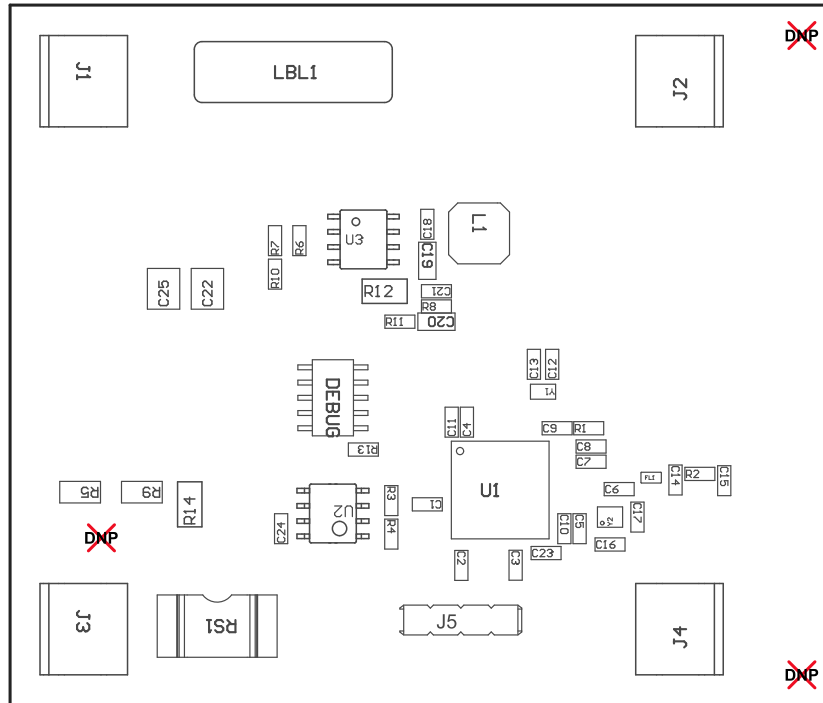 DNP
J1
LBL1
J2
U3
C18
L1
R7
R6
C19
R10
C25
C22
R12
C21
R8
R11
C20
C13
C12
Y1
DEBUG
C11
C4
C9
R1
R13
C8
C7
U1
FL1
C14
R2
C15
R5
R9
R14
R3
C1
C6
U2
C24
R4
C10
C5
C17
C16
DNP
C2
C3
C23
J3
RS1
J5
J4
DNP